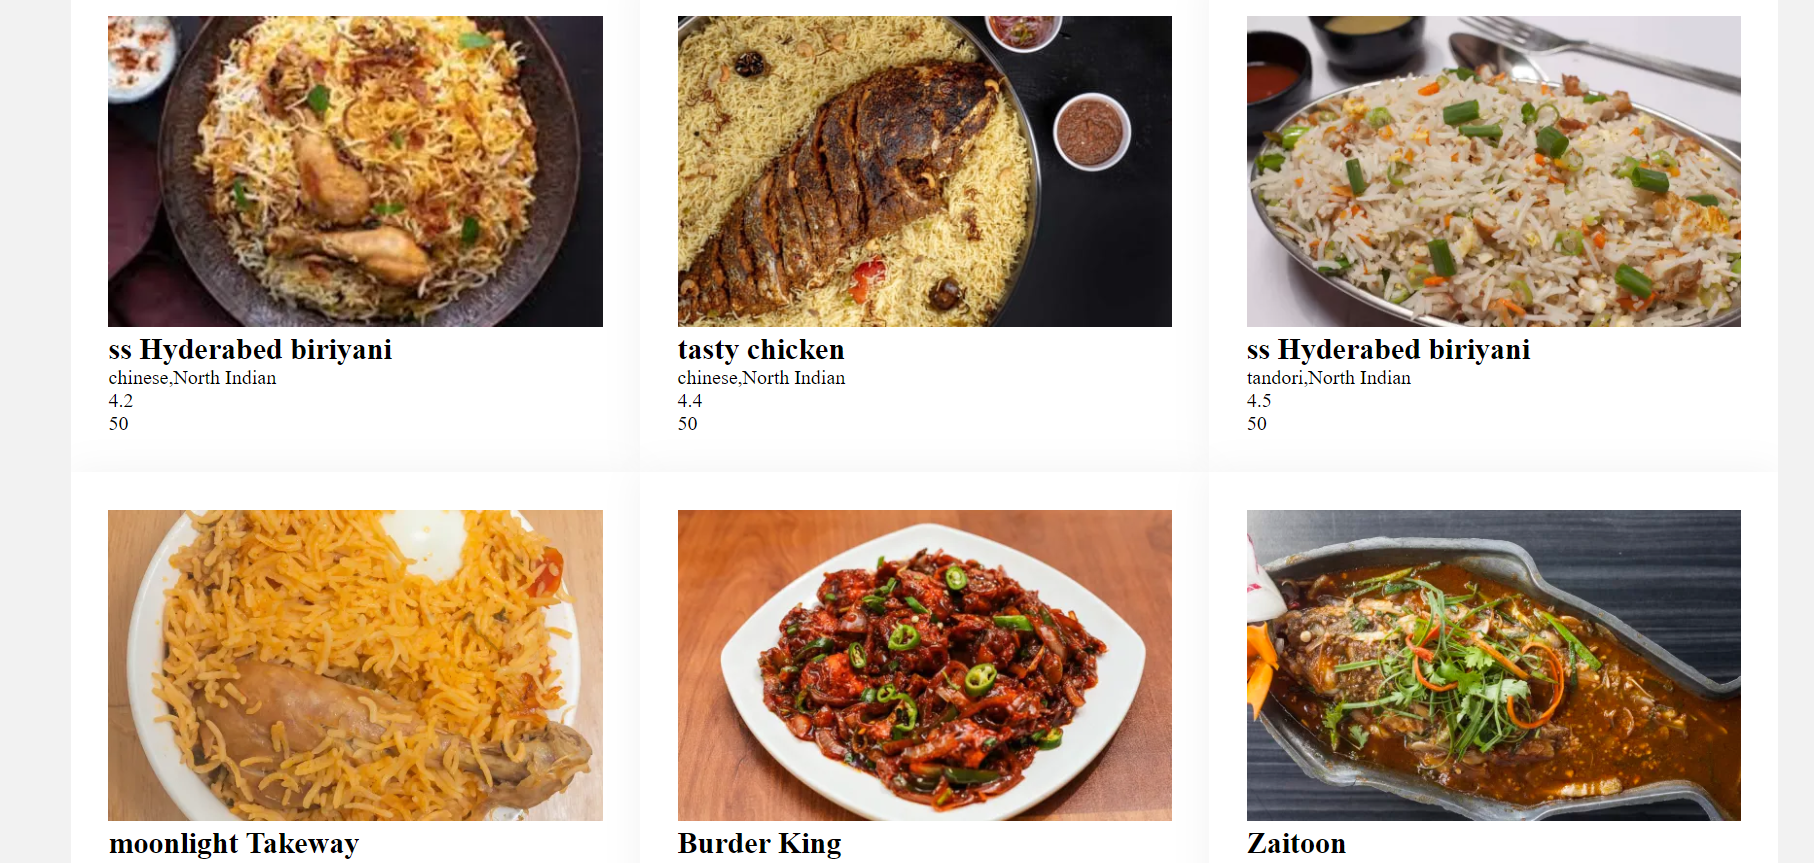 ss Hyderabed biriyani
chinese,North Indian
4.2
50
tasty chicken
chinese,North Indian
4.4
50
ss Hyderabed biriyani
tandori,North Indian
4.5
50
moonlight Takeway
Burder King
Zaitoon